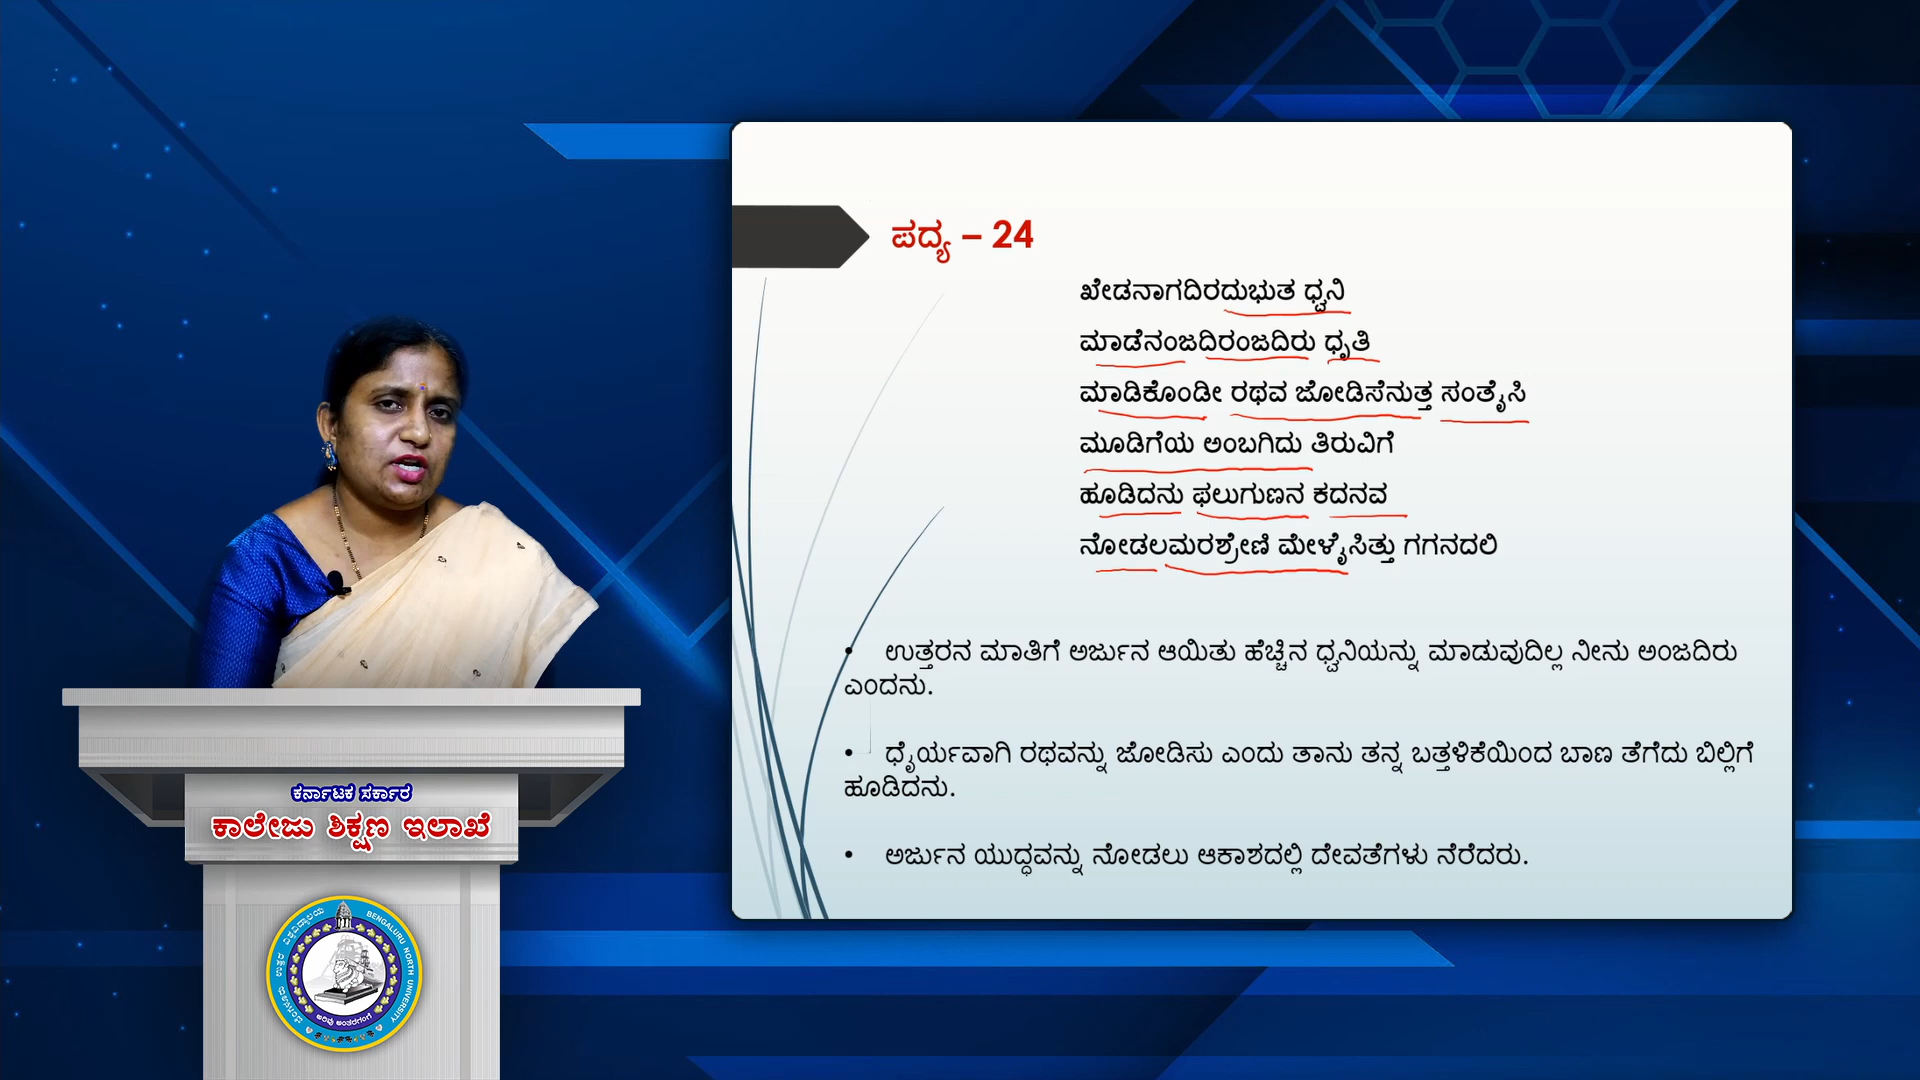 ಪದ್ಯ – 24
ಖೇಡನಾಗದಿರದುಭುತ ಧ್ವನಿ
ಮಾಡೆನಂಜದಿರಂಜದಿರು ಧೃತಿ
ಮಾಡಿಕೊಂಡೀ ರಥವ ಜೋಡಿಸೆನುತ್ತ ಸಂತೈಸಿ
ಮೂಡಿಗೆಯ ಅಂಬಗಿದು ತಿರುವಿಗೆ
ಹೂಡಿದನು ಫಲುಗುಣನ ಕದನವ
ನೋಡಲಮರಶ್ರೇಣಿ ಮೇಳೈಸಿತ್ತು ಗಗನದಲಿ
• ಉತ್ತರನ ಮಾತಿಗೆ ಅರ್ಜುನ ಆಯಿತು ಹೆಚ್ಚಿನ ಧ್ವನಿಯನ್ನು ಮಾಡುವುದಿಲ್ಲ ನೀನು ಅಂಜದಿರು
ಎಂದನು.
• ಧೈರ್ಯವಾಗಿ ರಥವನ್ನು ಜೋಡಿಸು ಎಂದು ತಾನು ತನ್ನ ಬತ್ತಳಿಕೆಯಿಂದ ಬಾಣ ತೆಗೆದು ಬಿಲ್ಲಿಗೆ
ಹೂಡಿದನು.
• ಅರ್ಜುನ ಯುದ್ಧವನ್ನು ನೋಡಲು ಆಕಾಶದಲ್ಲಿ ದೇವತೆಗಳು ನೆರೆದರು.
ಕರ್ನಾಟಕ ಸರ್ಕಾರ
ಕಾಲೇಜು ಶಿಕ್ಷಣ ಇಲಾಖೆ
BENGALURU NORTH UNIVERSITY
ಅರಿವು ಅಂತರಗಂಗೆ